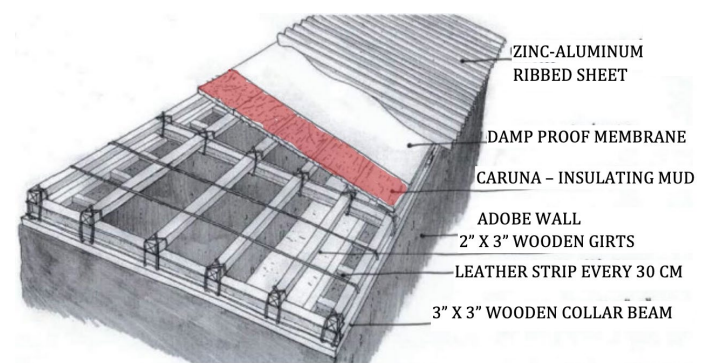 ZINC-ALUMINUM
RIBBED SHEET
DAMP PROOF MEMBRANE
CARUNA – INSULATING MUD
ADOBE WALL
2” X 3” WOODEN GIRTS
LEATHER STRIP EVERY 30 CM
3” X 3” WOODEN COLLAR BEAM